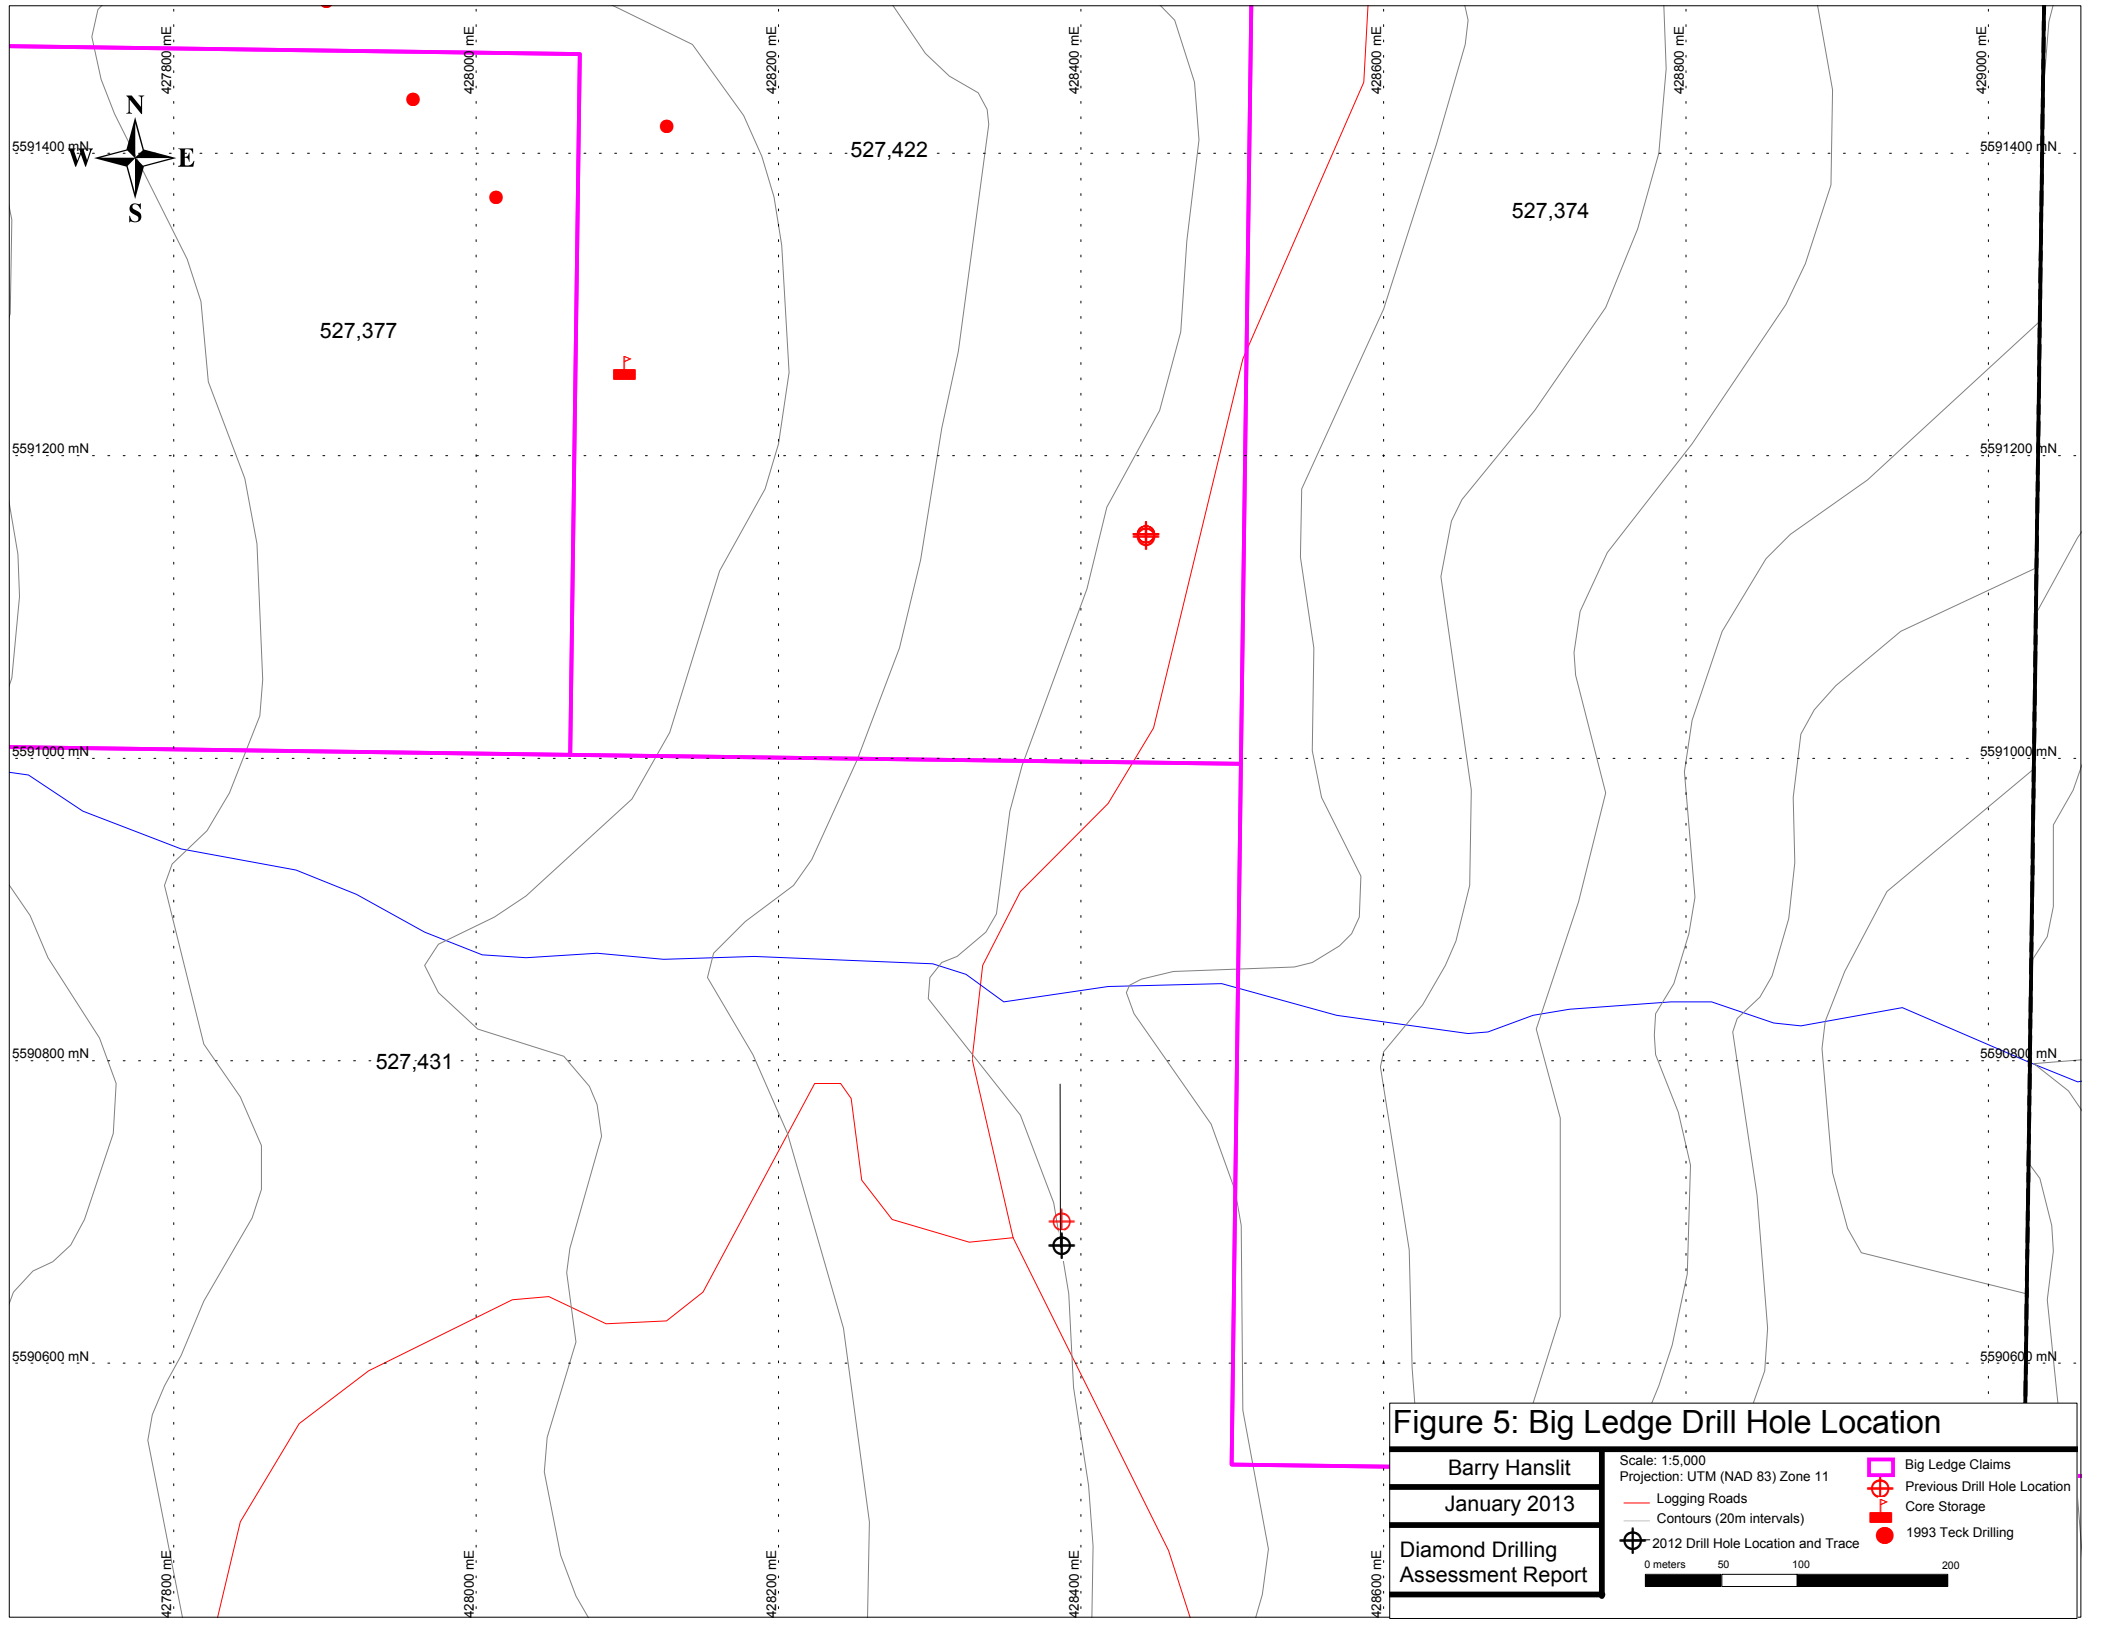 427800 mE
428000 mE
428200 mE
428400 mE
428600 mE
428800 mE
429000 mE
N
W E
S
5591400 mN
5591400 mN
527,422
527,374
527,377
5591200 mN
5591200 mN
5591000 mN
5591000 mN
5590800 mN
5590800 mN
527,431
5590600 mN
5590600 mN
427800 mE
428000 mE
428200 mE
428400 mE
428600 mE
Figure 5: Big Ledge Drill Hole Location
Barry Hanslit
January 2013
Diamond Drilling
Assessment Report
Scale: 1:5,000
Projection: UTM (NAD 83) Zone 11
Logging Roads
Contours (20m intervals)
2012 Drill Hole Location and Trace
Big Ledge Claims
Previous Drill Hole Location
Core Storage
1993 Teck Drilling
0 meters 50 100 200